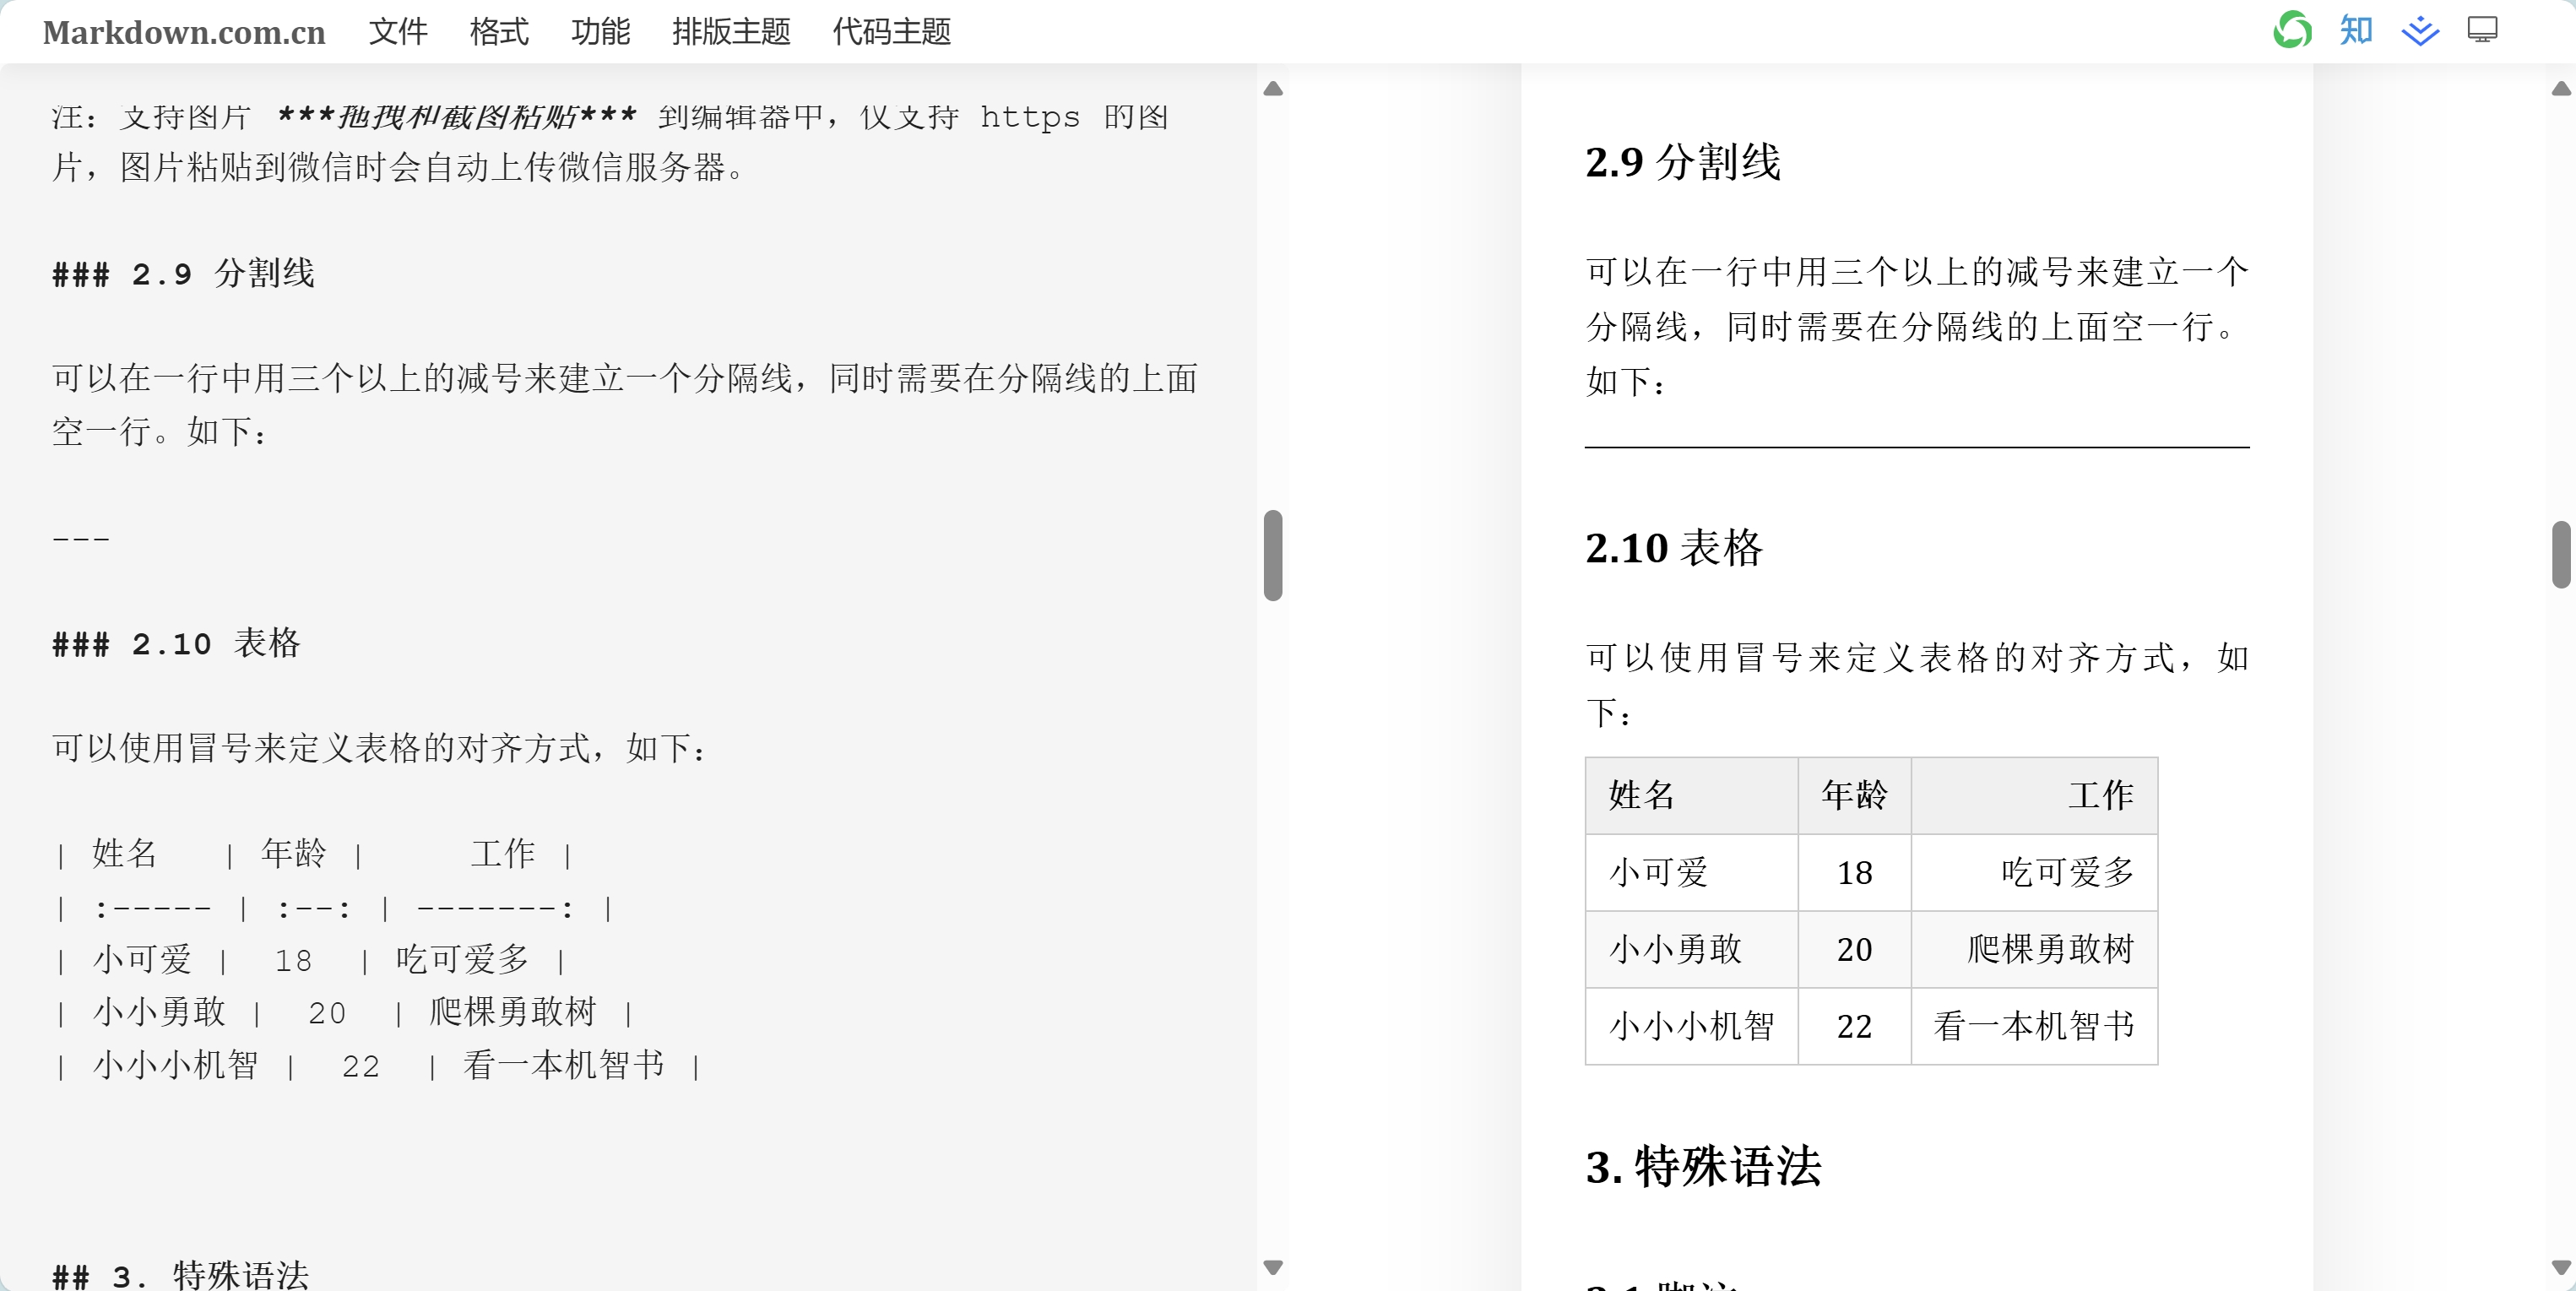 Markdown.com.cn 文件 格式 功能 排版主题 代码主题
知
注：支持图片 ***拖拽和截图粘贴*** 到编辑器中，仅支持 https 的图
片，图片粘贴到微信时会自动上传微信服务器。
### 2.9 分割线
可以在一行中用三个以上的减号来建立一个分隔线，同时需要在分隔线的上面
空一行。如下：
---
### 2.10 表格
可以使用冒号来定义表格的对齐方式，如下：
| 姓名   | 年龄 |     工作 |
| :----- | :--: | -------: |
| 小可爱 |  18  | 吃可爱多 |
| 小小勇敢 |  20  | 爬棵勇敢树 |
| 小小小机智 |  22  | 看一本机智书 |
## 3. 特殊语法
2.9 分割线
可以在一行中用三个以上的减号来建立一个
分隔线，同时需要在分隔线的上面空一行。
如下：
2.10 表格
可以使用冒号来定义表格的对齐方式，如
下：
姓名 年龄 工作
小可爱 18 吃可爱多
小小勇敢 20 爬棵勇敢树
小小小机智 22 看一本机智书
3. 特殊语法
3.1 脚注